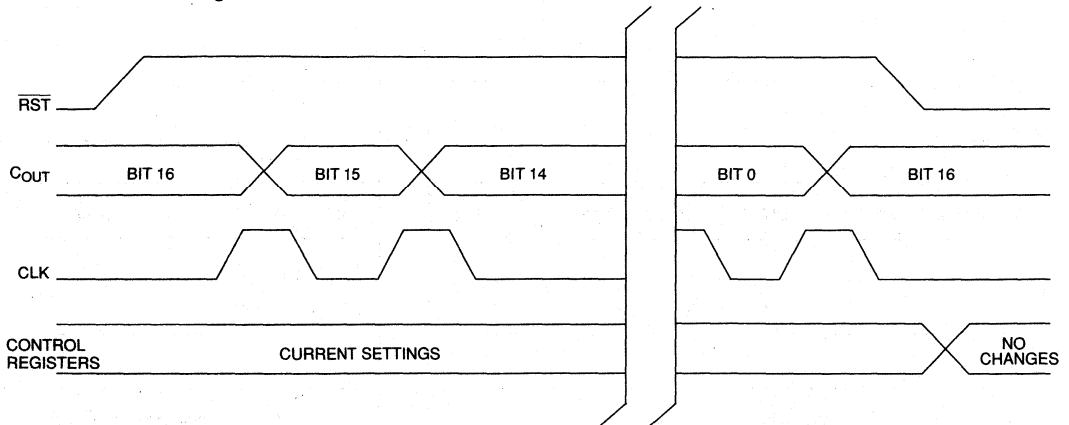 RST
COUT
BIT 16
BIT 15
BIT 14
BIT 0
BIT 16
CLK
CONTROL
REGISTERS
CURRENT SETTINGS
NO
CHANGES